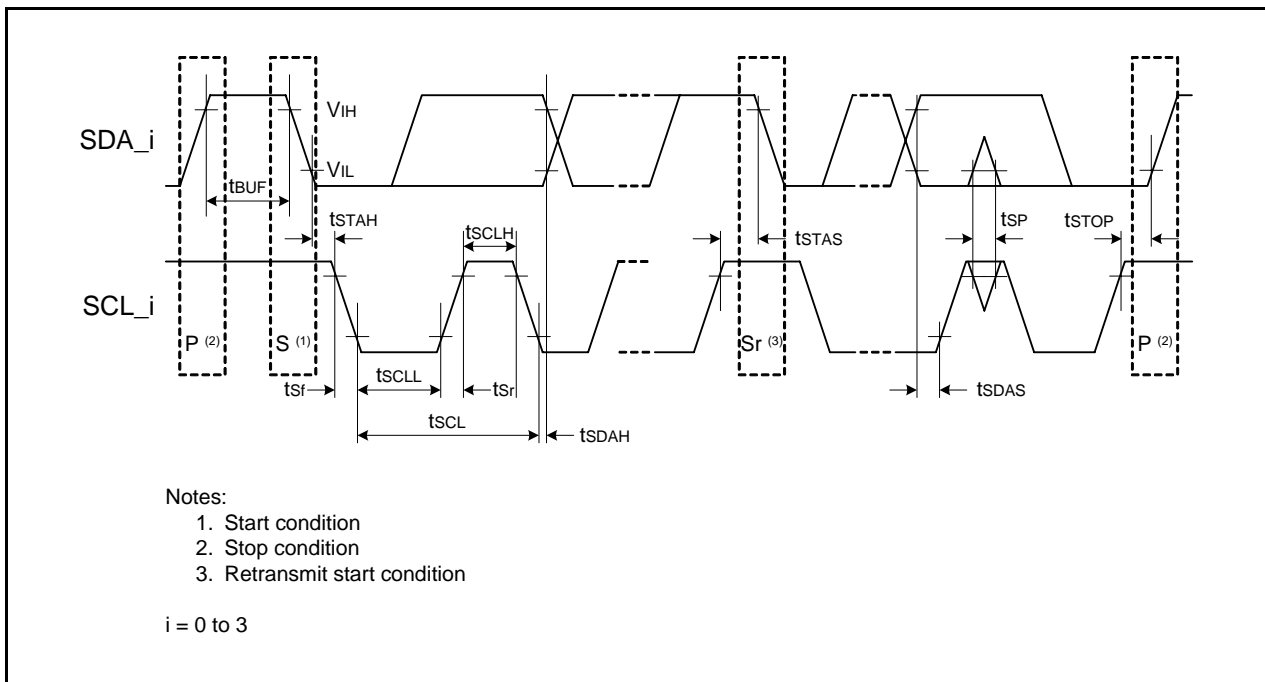 SDA_i
VIH
VIL
tBUF
tSTAH
tSCLH
tSTAS
tSP
tSTOP
SCL_i
P (2)
S (1)
Sr (3)
P (2)
tSf
tSCLL
tSr
tSDAS
tSCL
tSDAH
Notes:
1. Start condition
2. Stop condition
3. Retransmit start condition
i = 0 to 3